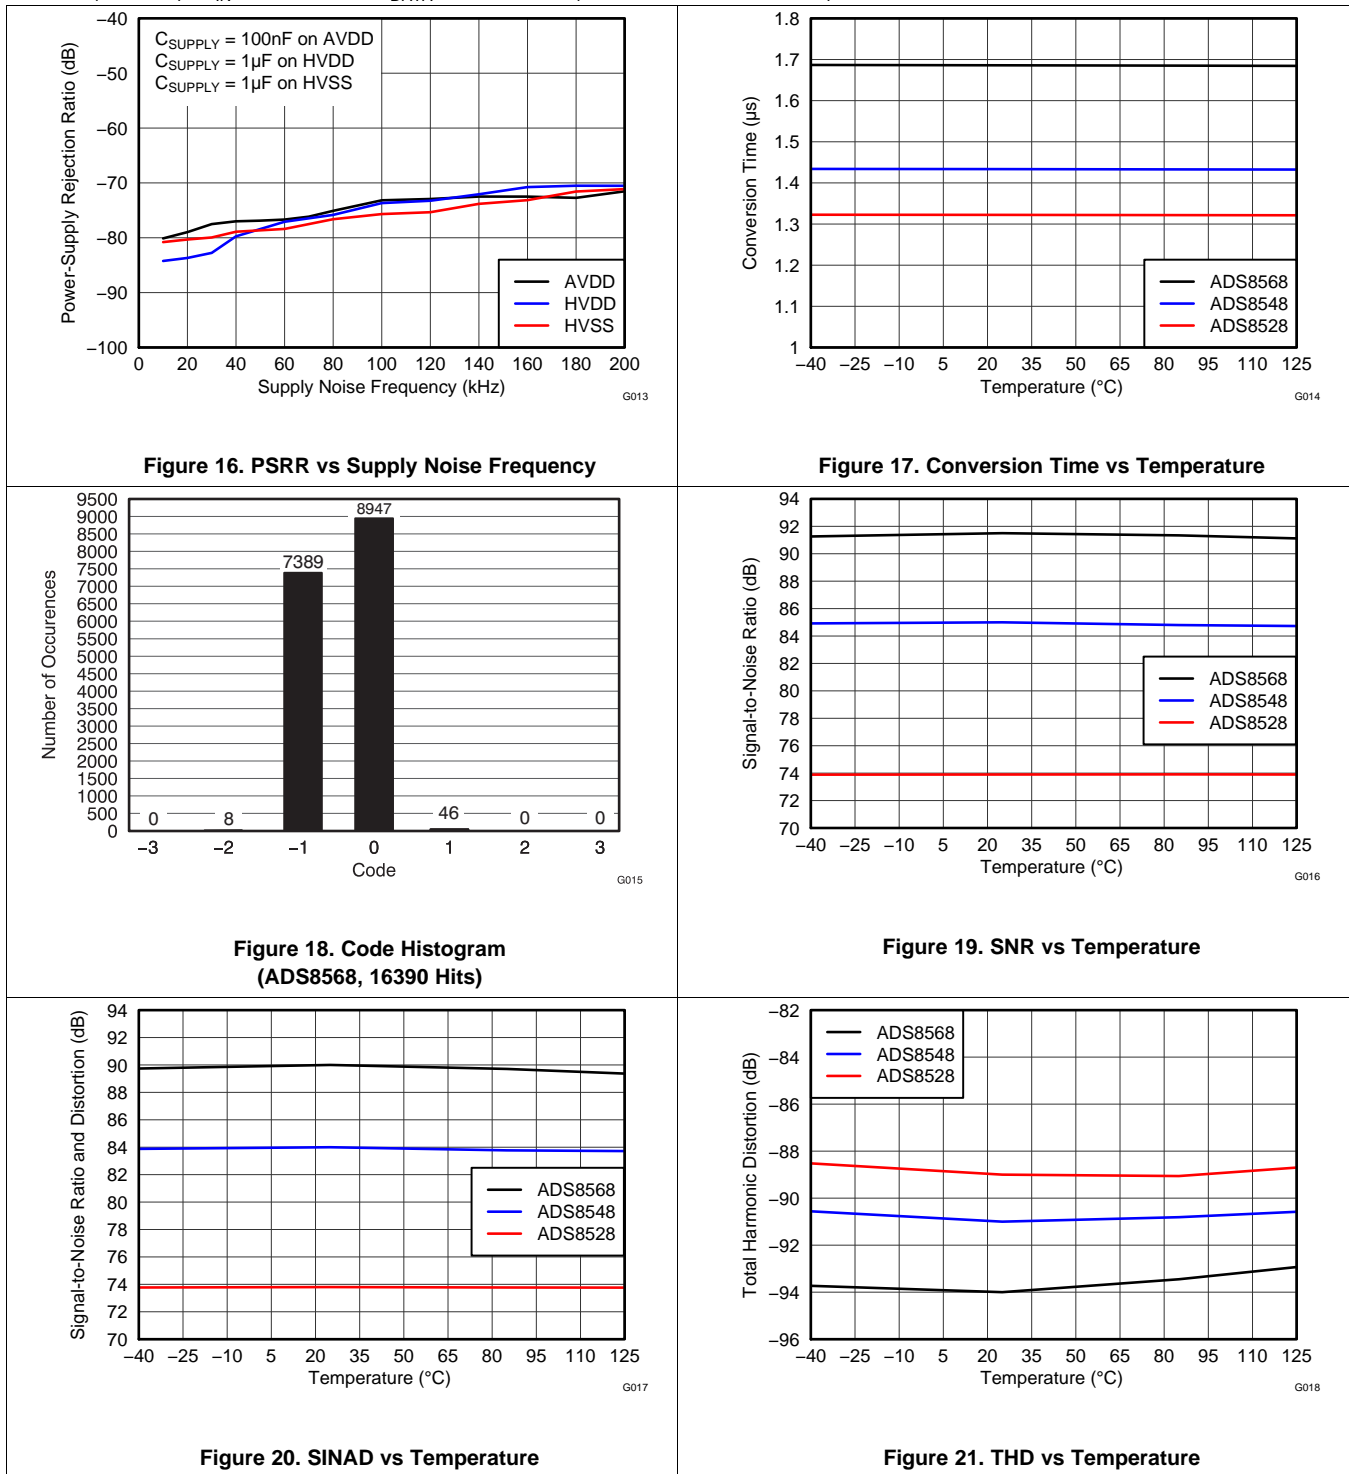 −40
−50
−60
−70
−80
−90
−100
Power-Supply Rejection Ratio (dB)
CSUPPLY = 100nF on AVDD
CSUPPLY = 1µF on HVDD
CSUPPLY = 1µF on HVSS
AVDD
HVDD
HVSS
0 20 40 60 80 100 120 140 160 180 200
Supply Noise Frequency (kHz)
G013
Figure 16. PSRR vs Supply Noise Frequency
1.8
1.7
1.6
1.5
1.4
1.3
1.2
1.1
1
Conversion Time (µs)
ADS8568
ADS8548
ADS8528
−40 −25 −10 5 20 35 50 65 80 95 110 125
Temperature (°C)
G014
Figure 17. Conversion Time vs Temperature
9500
9000
8500
8000
7500
7000
6500
6000
5500
5000
4500
4000
3500
3000
2500
2000
1500
1000
500
0
Number of Occurences
0 8 7389 8947 46 0 0
−3 −2 −1 0 1 2 3
Code
G015
Figure 18. Code Histogram
(ADS8568, 16390 Hits)
94
92
90
88
86
84
82
80
78
76
74
72
70
Signal-to-Noise Ratio (dB)
ADS8568
ADS8548
ADS8528
−40 −25 −10 5 20 35 50 65 80 95 110 125
Temperature (°C)
G016
Figure 19. SNR vs Temperature
94
92
90
88
86
84
82
80
78
76
74
72
70
Signal-to-Noise Ratio and Distortion (dB)
ADS8568
ADS8548
ADS8528
−40 −25 −10 5 20 35 50 65 80 95 110 125
Temperature (°C)
G017
Figure 20. SINAD vs Temperature
−82
−84
−86
−88
−90
−92
−94
−96
Total Harmonic Distortion (dB)
ADS8568
ADS8548
ADS8528
−40 −25 −10 5 20 35 50 65 80 95 110 125
Temperature (°C)
G018
Figure 21. THD vs Temperature